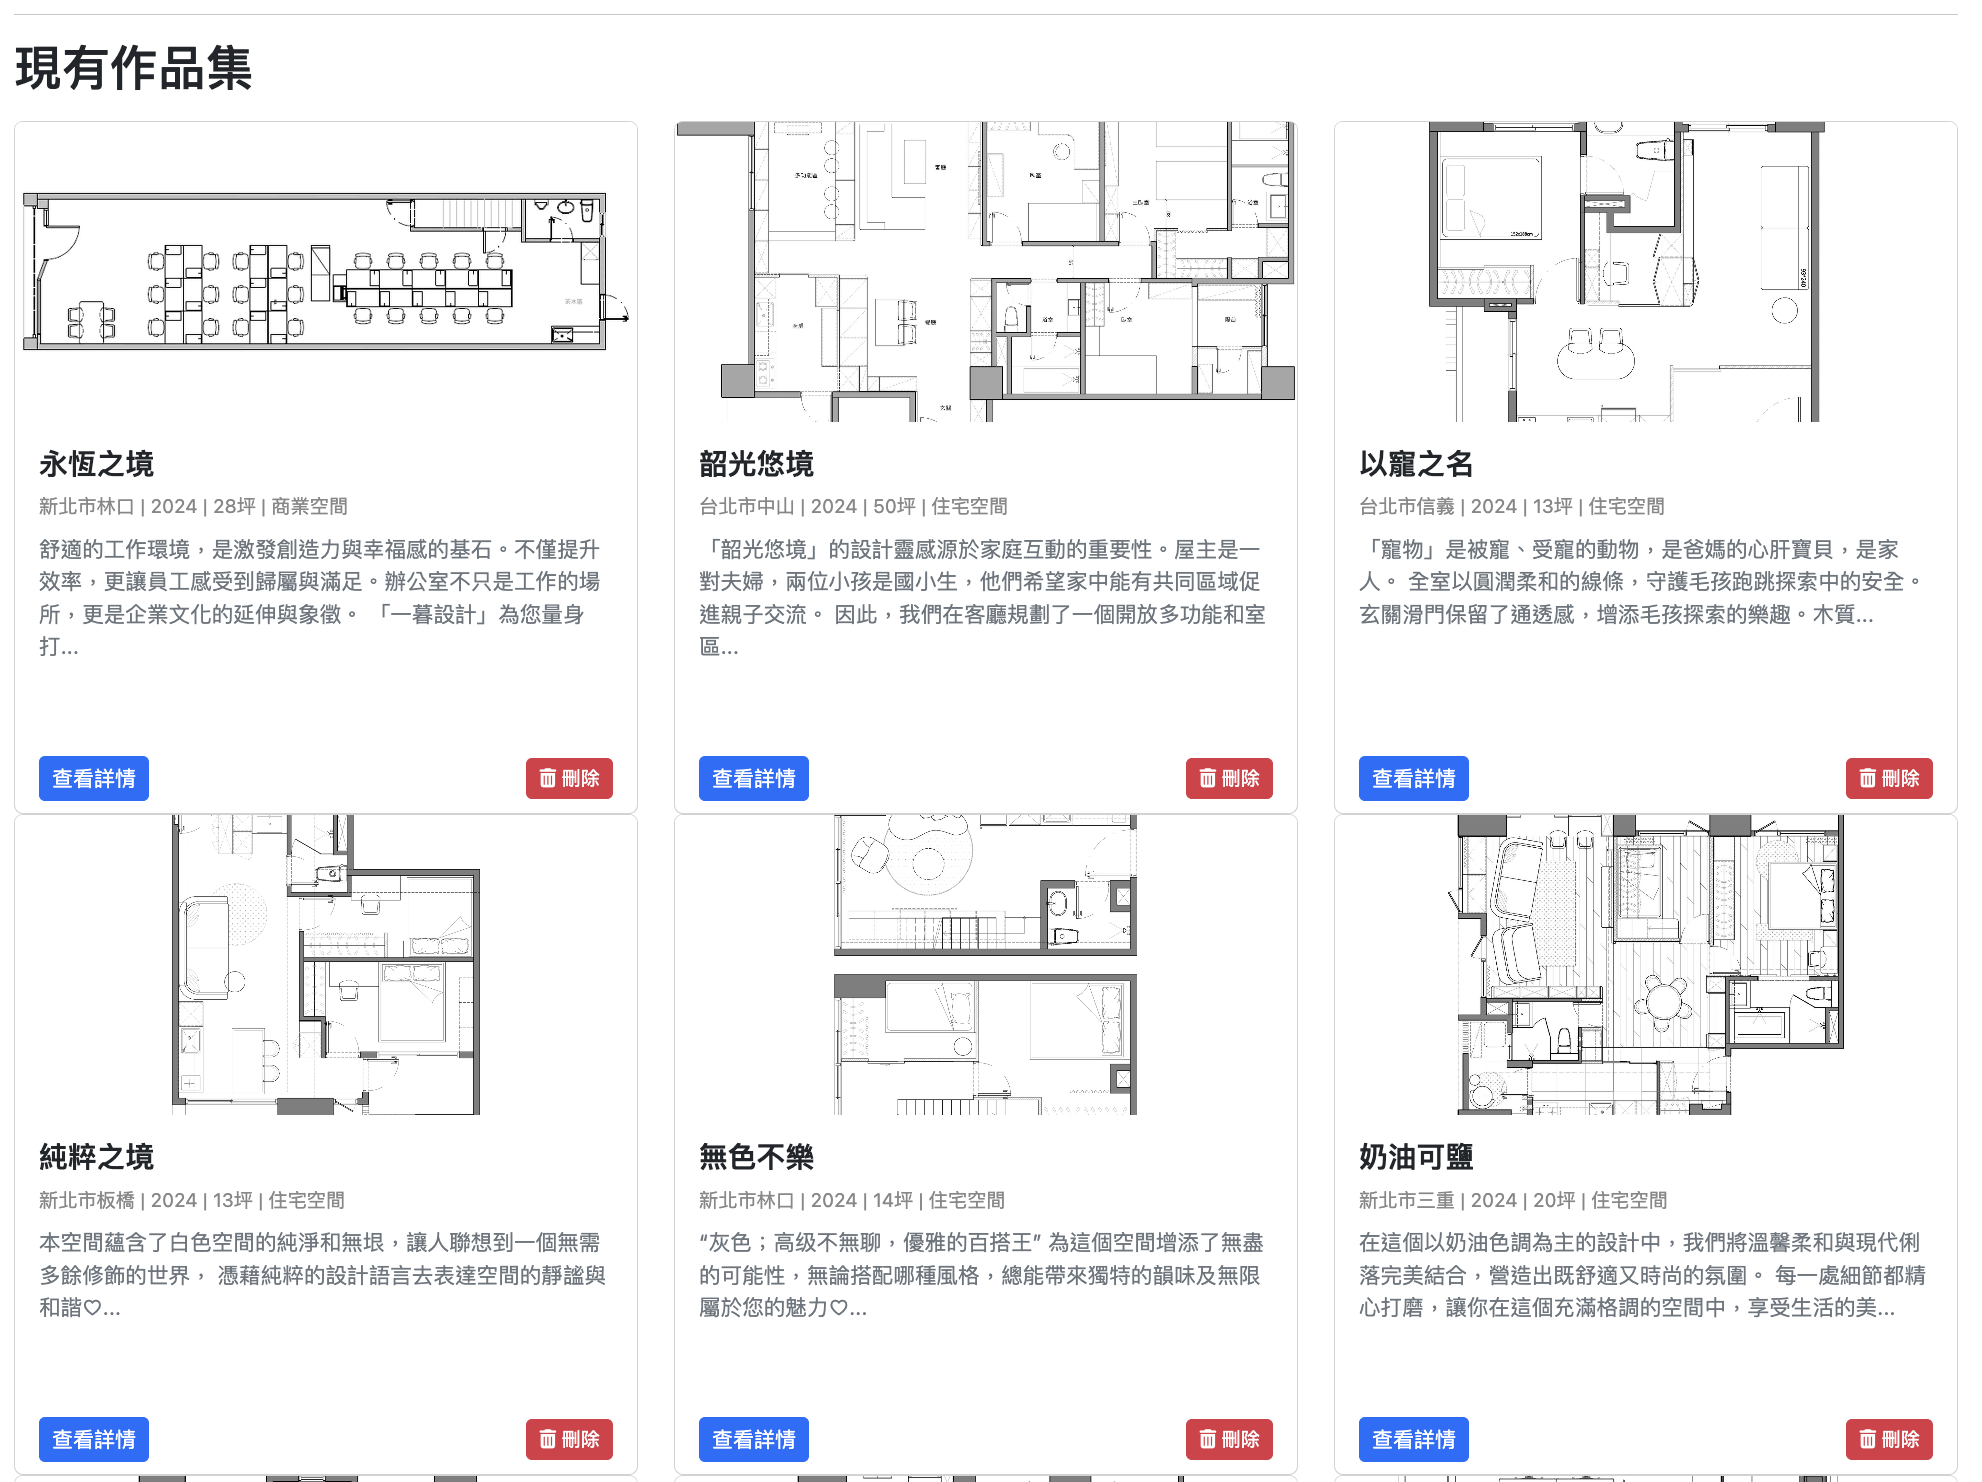 現有作品集
茶水區
永恆之境
新北市林口 | 2024 | 28坪 | 商業空間
舒適的工作環境，是激發創造力與幸福感的基石。不僅提升
效率，更讓員工感受到歸屬與滿足。辦公室不只是工作的場
所，更是企業文化的延伸與象徵。 「一暮設計」為您量身
打...
查看詳情
刪除
客廳
臥室
主臥室
浴室
餐廳
浴室
臥室
陽台
玄關
韶光悠境
台北市中山 | 2024 | 50坪 | 住宅空間
「韶光悠境」的設計靈感源於家庭互動的重要性。屋主是一
對夫婦，兩位小孩是國小生，他們希望家中能有共同區域促
進親子交流。 因此，我們在客廳規劃了一個開放多功能和室
區...
查看詳情
刪除
以寵之名
台北市信義 | 2024 | 13坪 | 住宅空間
「寵物」是被寵、受寵的動物，是爸媽的心肝寶貝，是家
人。 全室以圓潤柔和的線條，守護毛孩跑跳探索中的安全。
玄關滑門保留了通透感，增添毛孩探索的樂趣。木質...
查看詳情
刪除
純粹之境
新北市板橋 | 2024 | 13坪 | 住宅空間
本空間蘊含了白色空間的純淨和無垠，讓人聯想到一個無需
多餘修飾的世界， 憑藉純粹的設計語言去表達空間的靜謐與
和諧♡...
查看詳情
刪除
無色不樂
新北市林口 | 2024 | 14坪 | 住宅空間
“灰色；高级不無聊，優雅的百搭王” 為這個空間增添了無盡
的可能性，無論搭配哪種風格，總能帶來獨特的韻味及無限
屬於您的魅力♡...
查看詳情
刪除
奶油可鹽
新北市三重 | 2024 | 20坪 | 住宅空間
在這個以奶油色調為主的設計中，我們將溫馨柔和與現代俐
落完美結合，營造出既舒適又時尚的氛圍。 每一處細節都精
心打磨，讓你在這個充滿格調的空間中，享受生活的美...
查看詳情
刪除